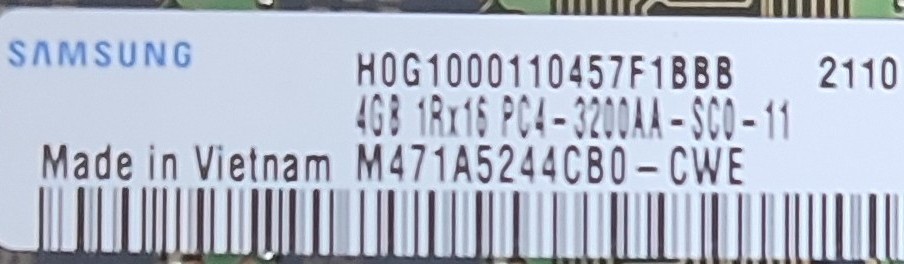 SAMSUNG
H0G1000110457F1BBB 2110
4GB 1Rx16 PC4-3200AA-SC0-11
Made in Vietnam M471A5244CB0-CWE